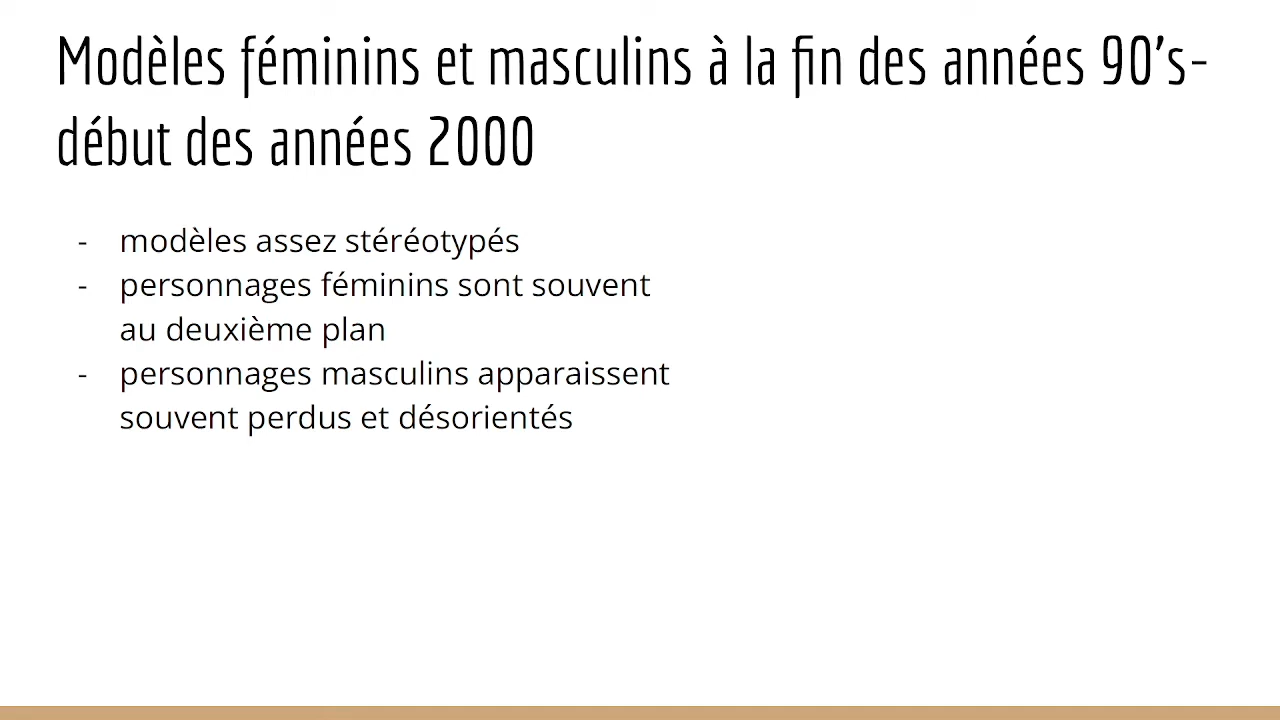 Modèles féminins et masculins à la fin des années 90's-
début des années 2000
- modèles assez stéréotypés
- personnages féminins sont souvent
au deuxième plan
- personnages masculins apparaissent
souvent perdus et désorientés